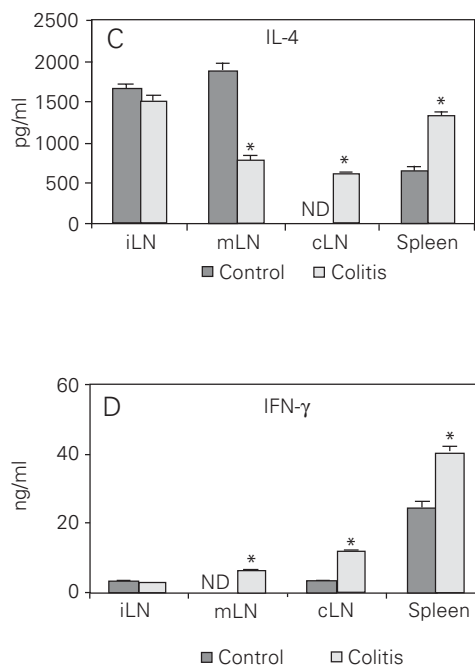 C IL-4
2500
2000
1500
1000
500
0
pg/ml
* * *
ND
iLN mLN cLN Spleen
Control Colitis
D IFN-γ
60
40
20
0
ng/ml
* * *
ND
iLN mLN cLN Spleen
Control Colitis